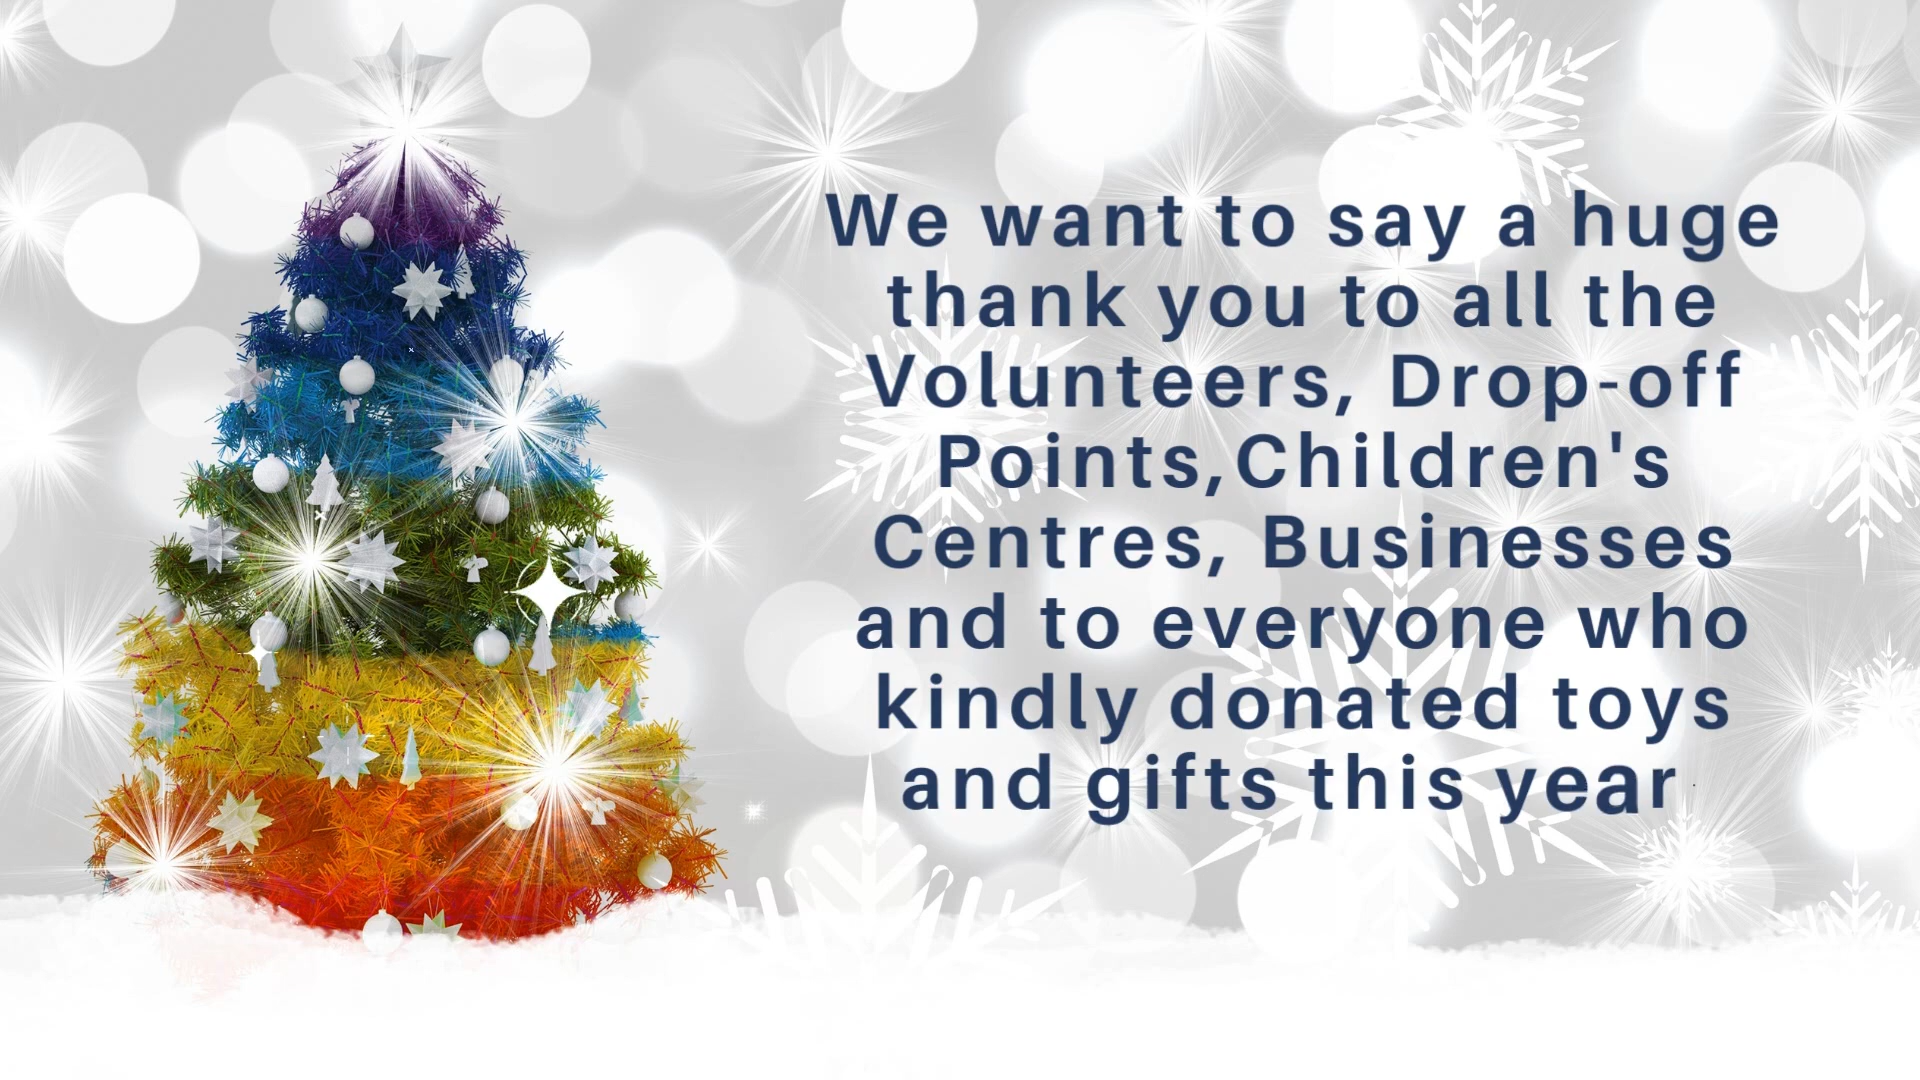 We want to say a huge
thank you to all the
Volunteers, Drop-off
Points,Children's
Centres, Businesses
and to everyone who
kindly donated toys
and gifts this year